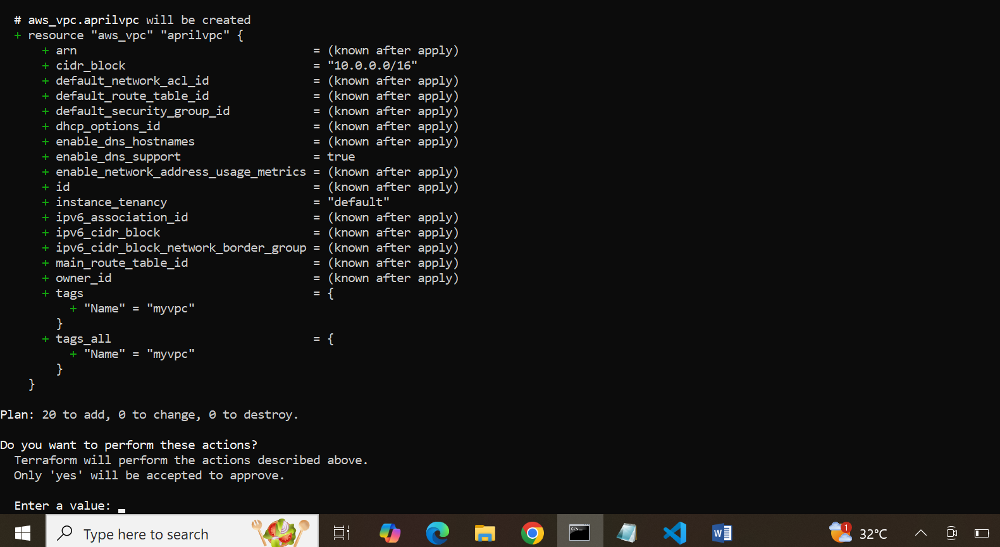 # aws_vpc.aprilvpc will be created
+ resource "aws_vpc" "aprilvpc" {
+ arn = (known after apply)
+ cidr_block = "10.0.0.0/16"
+ default_network_acl_id = (known after apply)
+ default_route_table_id = (known after apply)
+ default_security_group_id = (known after apply)
+ dhcp_options_id = (known after apply)
+ enable_dns_hostnames = (known after apply)
+ enable_dns_support = true
+ enable_network_address_usage_metrics = (known after apply)
+ id = (known after apply)
+ instance_tenancy = "default"
+ ipv6_association_id = (known after apply)
+ ipv6_cidr_block = (known after apply)
+ ipv6_cidr_block_network_border_group = (known after apply)
+ main_route_table_id = (known after apply)
+ owner_id = (known after apply)
+ tags = {
+ "Name" = "myvpc"
}
+ tags_all = {
+ "Name" = "myvpc"
}
}
Plan: 20 to add, 0 to change, 0 to destroy.
Do you want to perform these actions?
Terraform will perform the actions described above.
Only 'yes' will be accepted to approve.
Enter a value:
Type here to search
C:\_
W
1
32°C